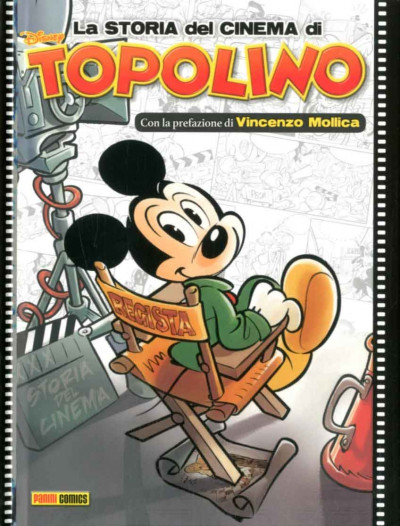 La STORIA del CINEMA di
Disney
TOPOLINO
Con la prefazione di Vincenzo Mollica
REGISTA
STORIA
DEL
CINEMA
PANINI COMICS